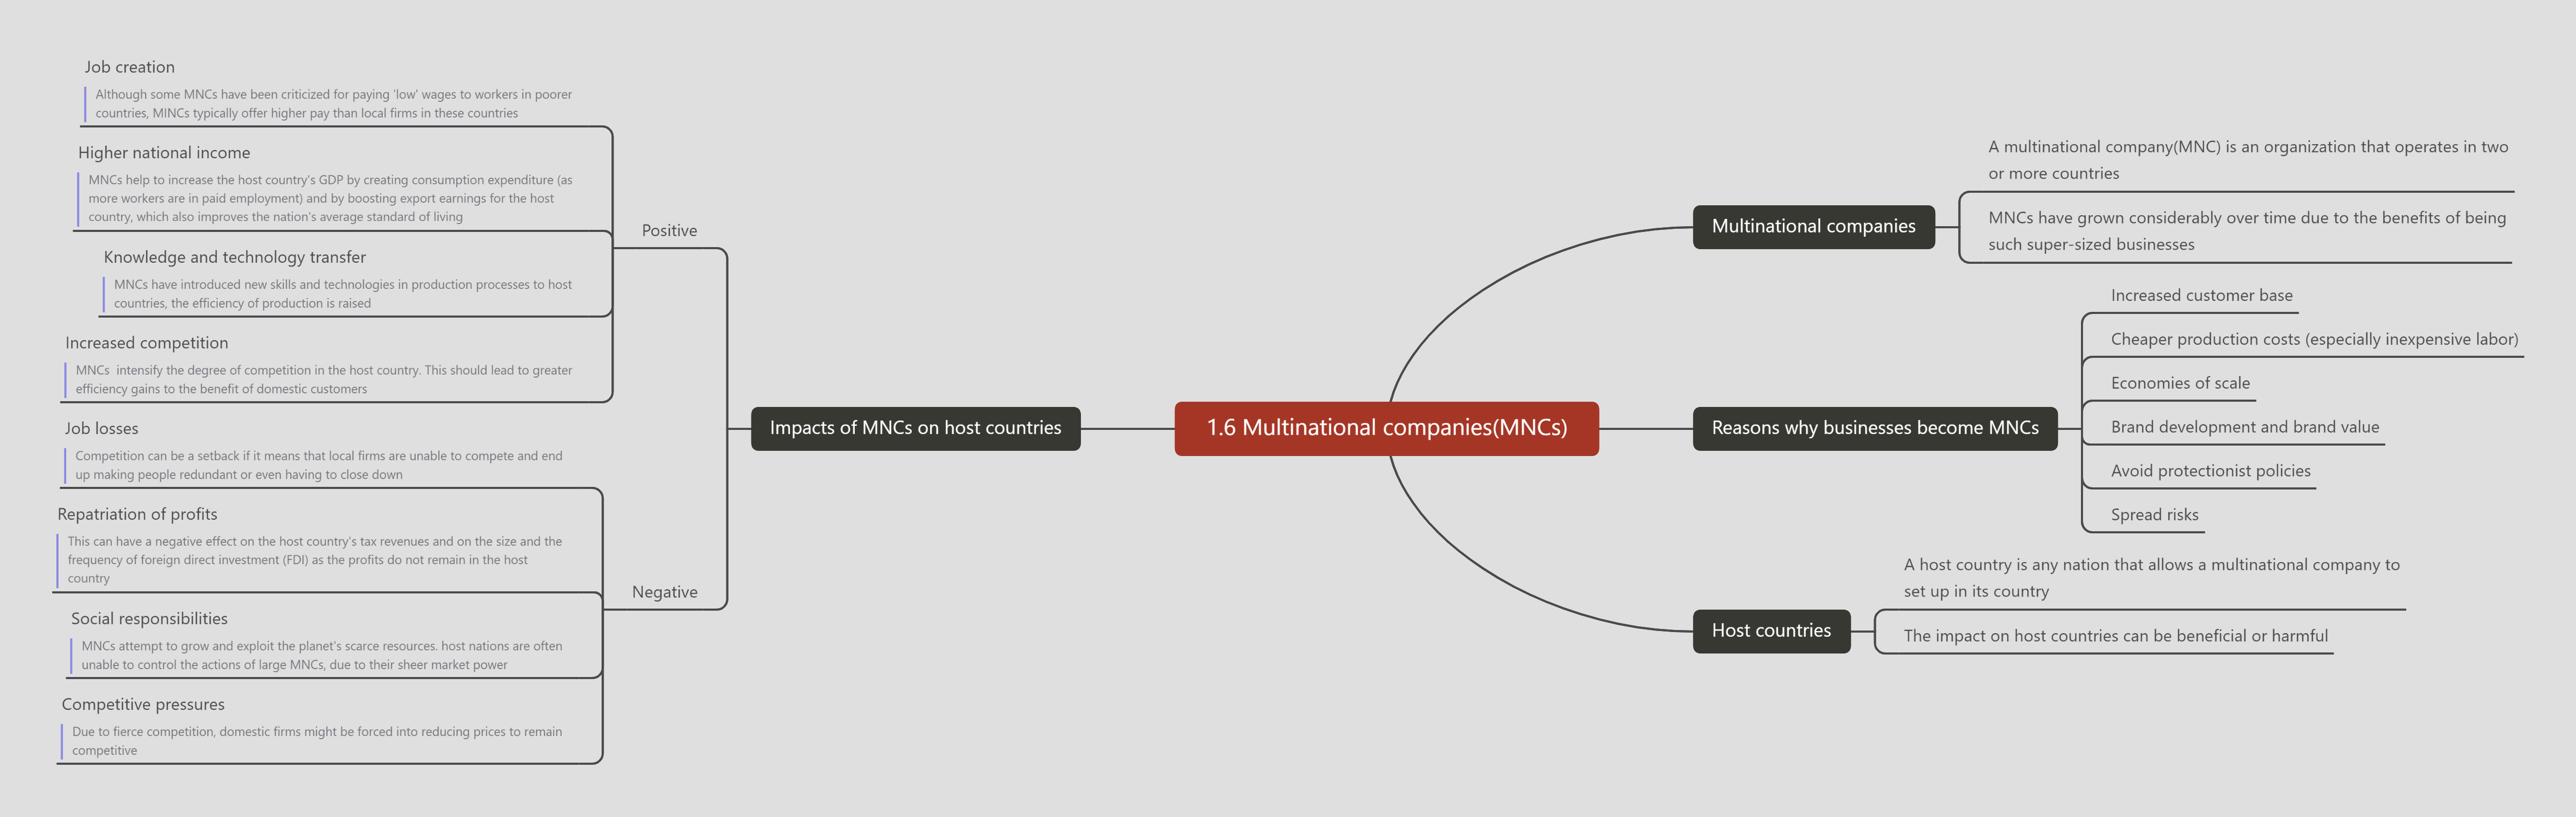 1.6 Multinational companies(MNCs)
Multinational companies
A multinational company(MNC) is an organization that operates in two
or more countries
MNCs have grown considerably over time due to the benefits of being
such super-sized businesses
Reasons why businesses become MNCs
Increased customer base
Cheaper production costs (especially inexpensive labor)
Economies of scale
Brand development and brand value
Avoid protectionist policies
Spread risks
Host countries
A host country is any nation that allows a multinational company to
set up in its country
The impact on host countries can be beneficial or harmful
Impacts of MNCs on host countries
Positive
Job creation
Although some MNCs have been criticized for paying 'low' wages to workers in poorer
countries, MINCs typically offer higher pay than local firms in these countries
Higher national income
MNCs help to increase the host country's GDP by creating consumption expenditure (as
more workers are in paid employment) and by boosting export earnings for the host
country, which also improves the nation's average standard of living
Knowledge and technology transfer
MNCs have introduced new skills and technologies in production processes to host
countries, the efficiency of production is raised
Increased competition
MNCs  intensify the degree of competition in the host country. This should lead to greater
efficiency gains to the benefit of domestic customers
Negative
Job losses
Competition can be a setback if it means that local firms are unable to compete and end
up making people redundant or even having to close down
Repatriation of profits
This can have a negative effect on the host country's tax revenues and on the size and the
frequency of foreign direct investment (FDI) as the profits do not remain in the host
country
Social responsibilities
MNCs attempt to grow and exploit the planet's scarce resources. host nations are often
unable to control the actions of large MNCs, due to their sheer market power
Competitive pressures
Due to fierce competition, domestic firms might be forced into reducing prices to remain
competitive